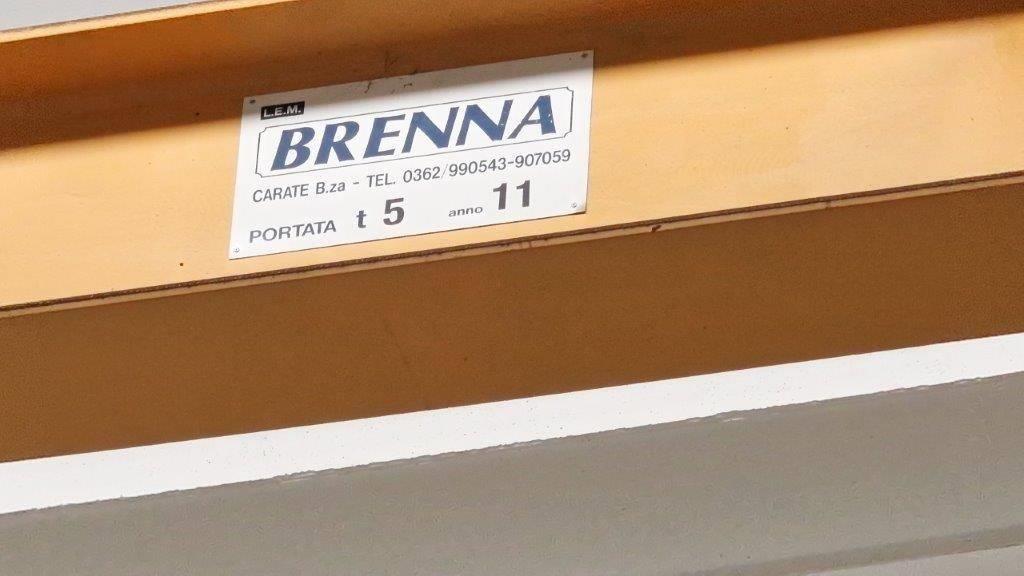 L.E.M.
BRENNA
CARATE B.za - TEL. 0362/990543-907059
PORTATA t 5 anno 11